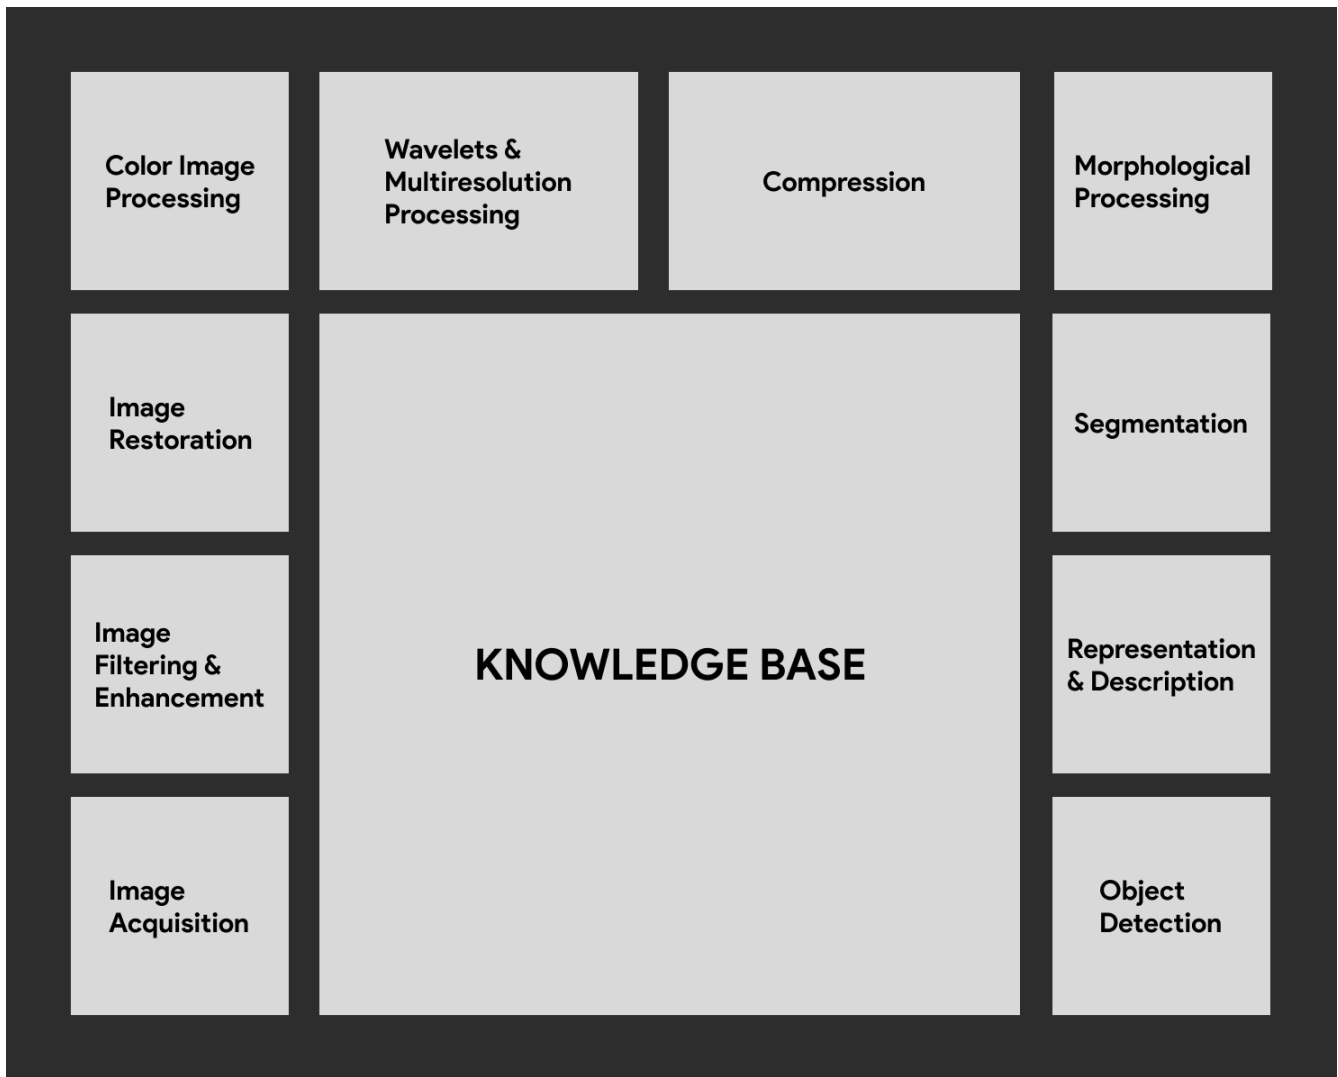 Color Image
Processing
Wavelets &
Multiresolution
Processing
Compression
Morphological
Processing
Image
Restoration
Segmentation
Image
Filtering &
Enhancement
KNOWLEDGE BASE
Representation
& Description
Image
Acquisition
Object
Detection